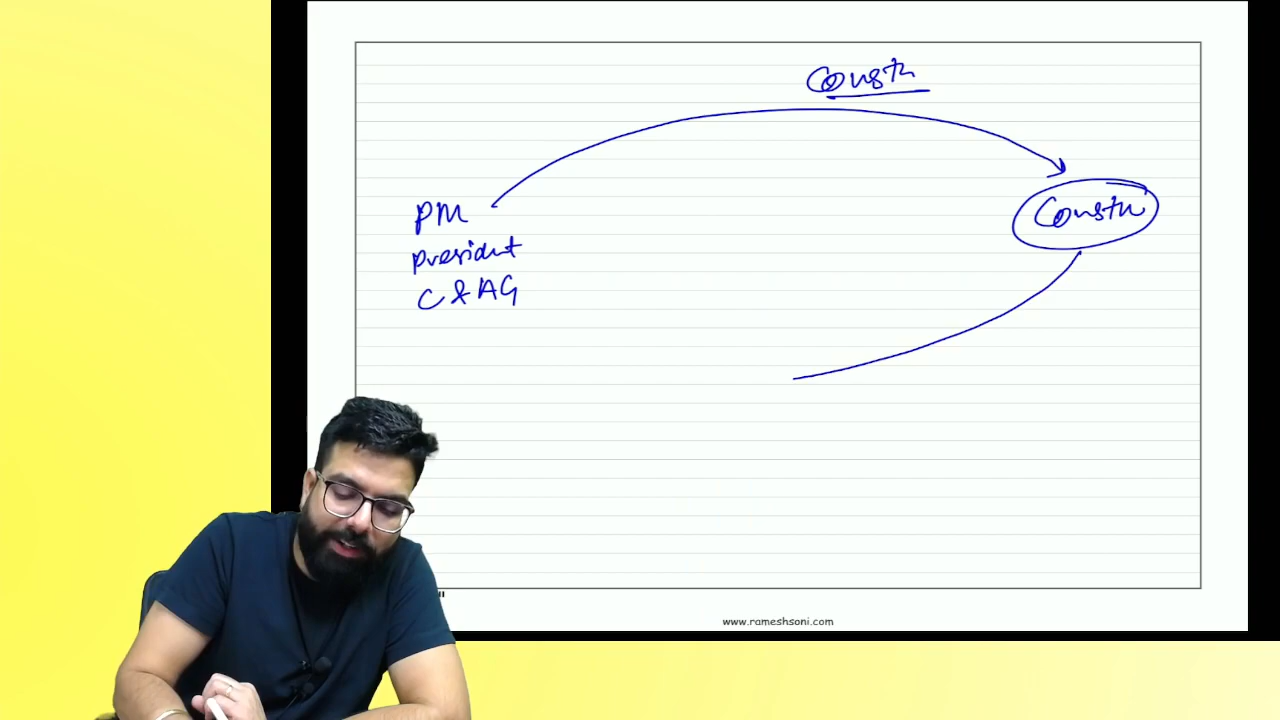 Constn
PM
Constn
President
C & AG
www.rameshsoni.com